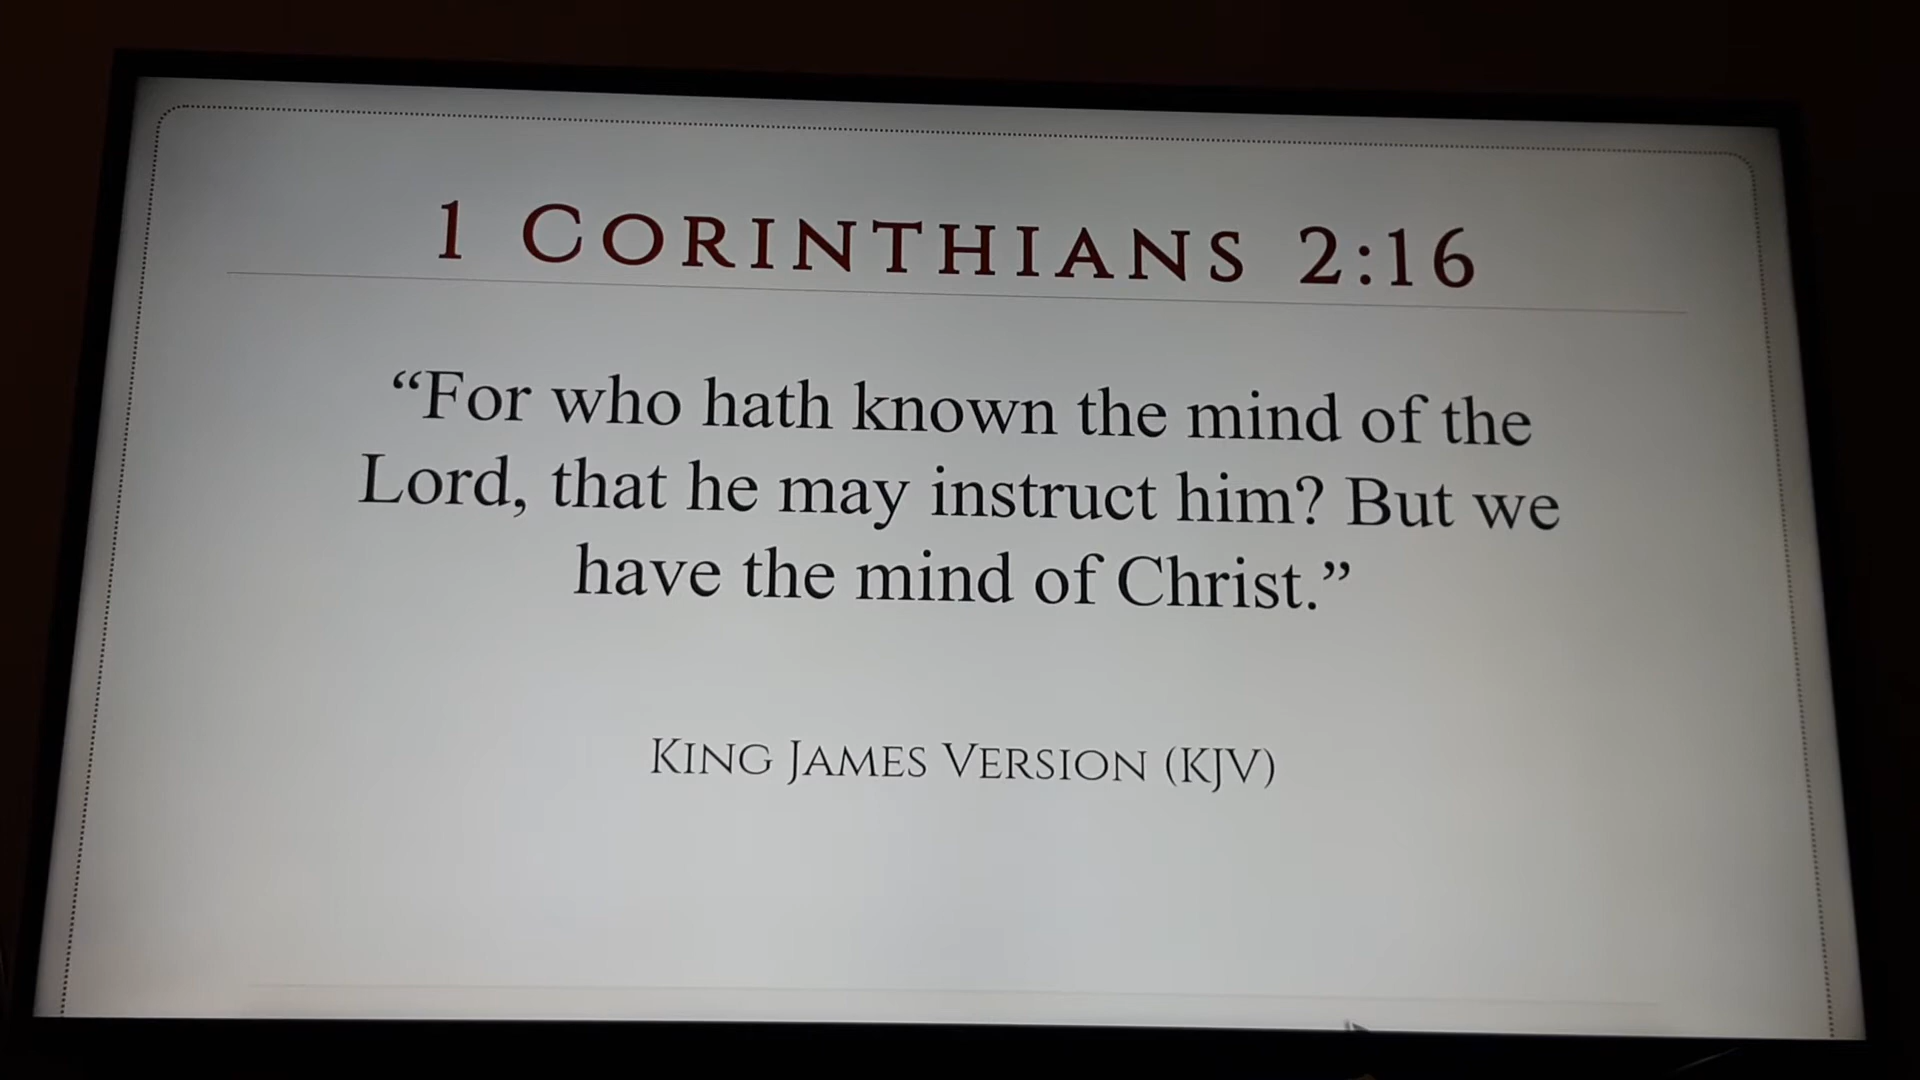 1 CORINTHIANS 2:16
“For who hath known the mind of the
Lord, that he may instruct him? But we
have the mind of Christ.”
KING JAMES VERSION (KJV)